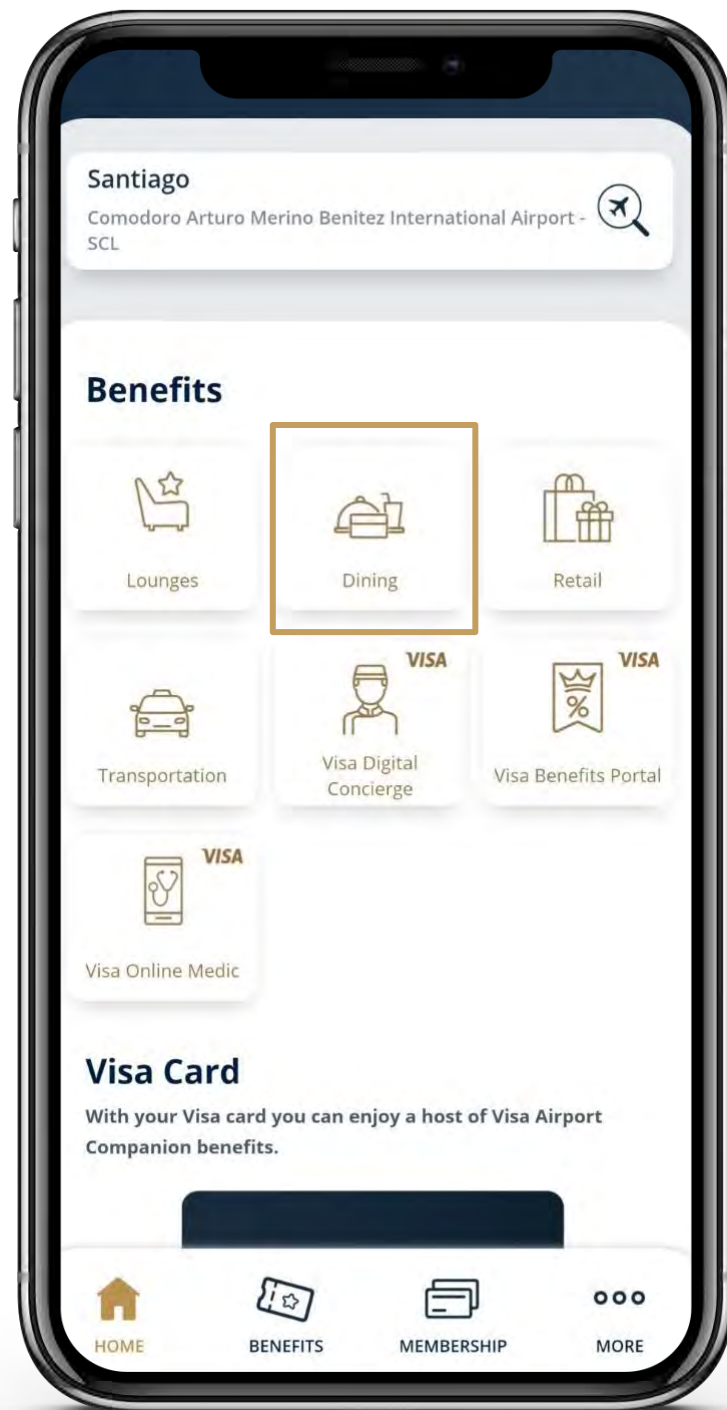 Santiago
Comodoro Arturo Merino Benitez International Airport -
SCL
Benefits
Lounges
Dining
Retail
Transportation
VISA
Visa Digital
Concierge
VISA
%
Visa Benefits Portal
VISA
Visa Online Medic
Visa Card
With your Visa card you can enjoy a host of Visa Airport
Companion benefits.
HOME
BENEFITS
MEMBERSHIP
MORE